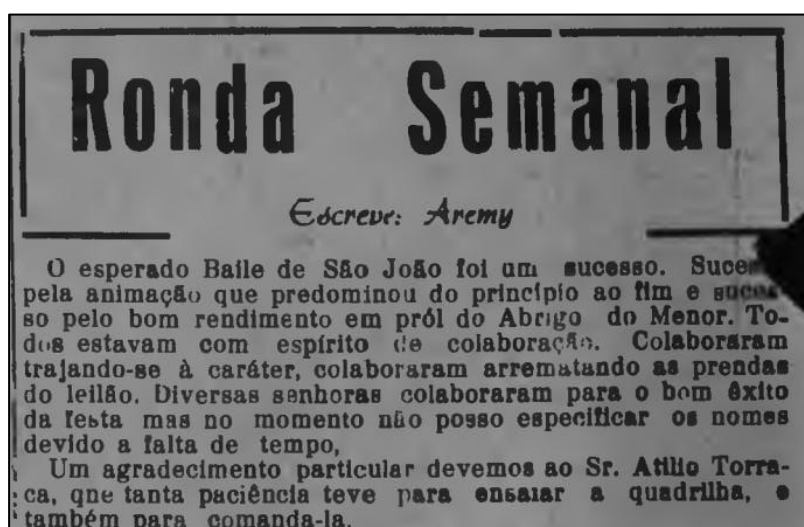 Ronda Semanal
Escreve: Aremy
O esperado Baile de São João foi um sucesso.
pela animação que predominou do princípio ao fim e
so pelo bom rendimento em pról do Abrigo do Menor. To-
dos estavam com espírito de colaboração. Colaboraram
trajando-se à caráter, colaboraram arrematando as prendas
do leilão. Diversas senhoras colaboraram para o bom êxito
da festa mas no momento não posso especificar os nomes
devido a falta de tempo,
Um agradecimento particular devemos ao Sr. Atilio Torra-
ca, qne tanta paciência teve para ensaiar a quadrilha, e
também para comanda-la.